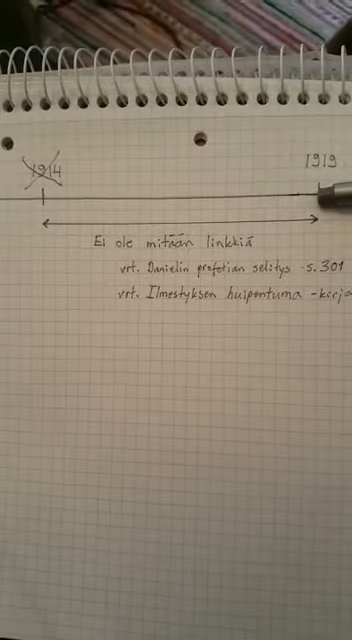 1914
1919
Ei ole mitään linkkiä
vrt. Danielin profetian selitys s. 301
vrt. Ilmestyksen huipentuma -kirja